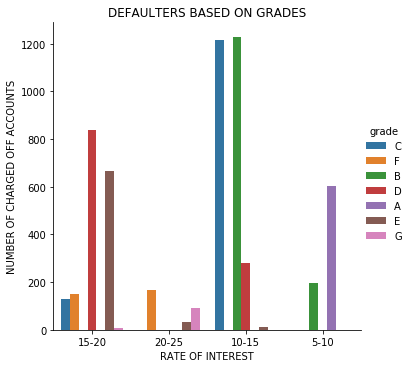 DEFAULTERS BASED ON GRADES
NUMBER OF CHARGED OFF ACCOUNTS
1200
1000
800
600
400
200
0
15-20 20-25 10-15 5-10
RATE OF INTEREST
grade
C
F
B
D
A
E
G